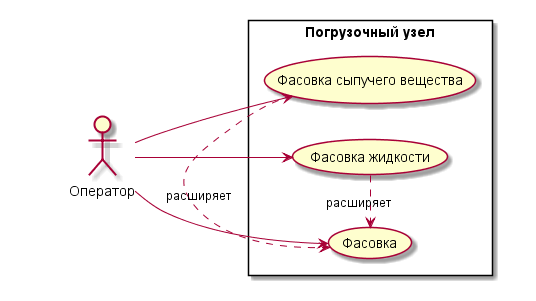 Погрузочный узел
Фасовка сыпучего вещества
Фасовка жидкости
Оператор
расширяет
расширяет
Фасовка